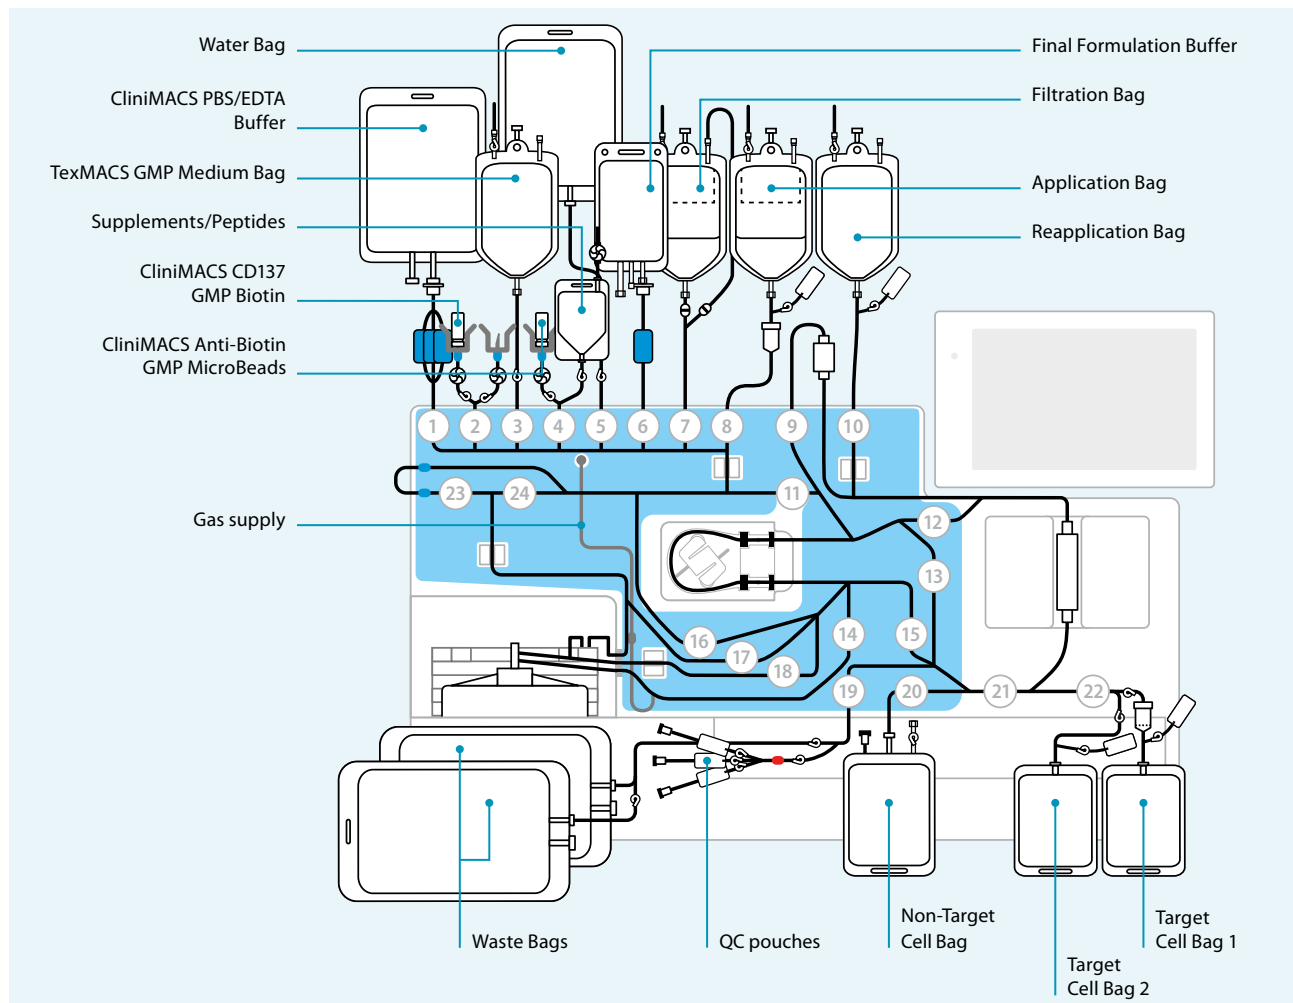 Water Bag
CliniMACS PBS/EDTA
Buffer
TexMACS GMP Medium Bag
Supplements/Peptides
CliniMACS CD137
GMP Biotin
CliniMACS Anti-Biotin
GMP MicroBeads
Final Formulation Buffer
Filtration Bag
Application Bag
Reapplication Bag
1 2 3 4 5 6 7 8 9 10
23 24 11
12
Gas supply
13
16 14 15
17
18
19 20 21 22
Waste Bags
QC pouches
Non-Target
Cell Bag
Target
Cell Bag 1
Target
Cell Bag 2